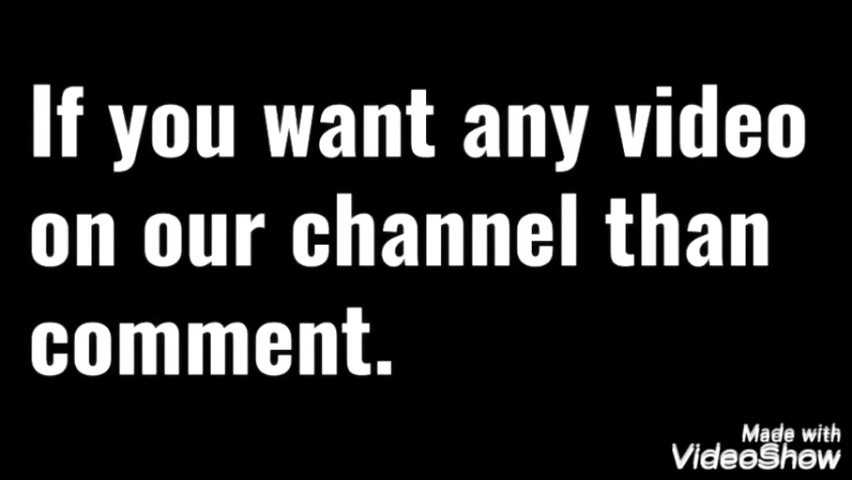 If you want any video
on our channel than
comment.
Made with
VideoShow